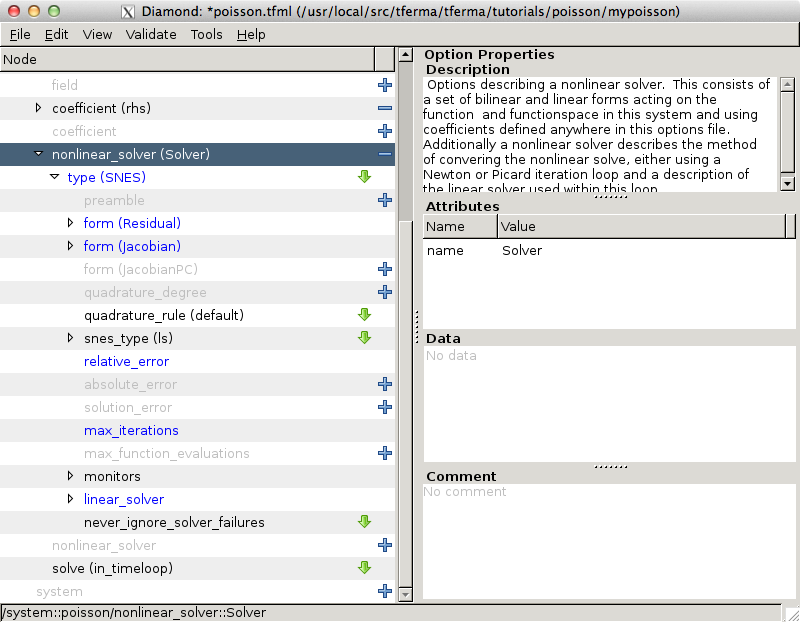 Diamond: *poisson.tfml (/usr/local/src/tferma/tferma/tutorials/poisson/mypoisson)
File Edit View Validate Tools Help
Node
field
coefficient (rhs)
coefficient
nonlinear_solver (Solver)
type (SNES)
preamble
form (Residual)
form (Jacobian)
form (JacobianPC)
quadrature_degree
quadrature_rule (default)
snes_type (ls)
relative_error
absolute_error
solution_error
max_iterations
max_function_evaluations
monitors
linear_solver
never_ignore_solver_failures
nonlinear_solver
solve (in_timeloop)
system
Option Properties
Description
Options describing a nonlinear solver.  This consists of
a set of bilinear and linear forms acting on the
function  and functionspace in this system and using
coefficients defined anywhere in this options file.
Additionally a nonlinear solver describes the method
of convering the nonlinear solve, either using a
Newton or Picard iteration loop and a description of
the linear solver used within this loop
Attributes
Name Value
name Solver
Data
No data
Comment
No comment
/system::poisson/nonlinear_solver::Solver